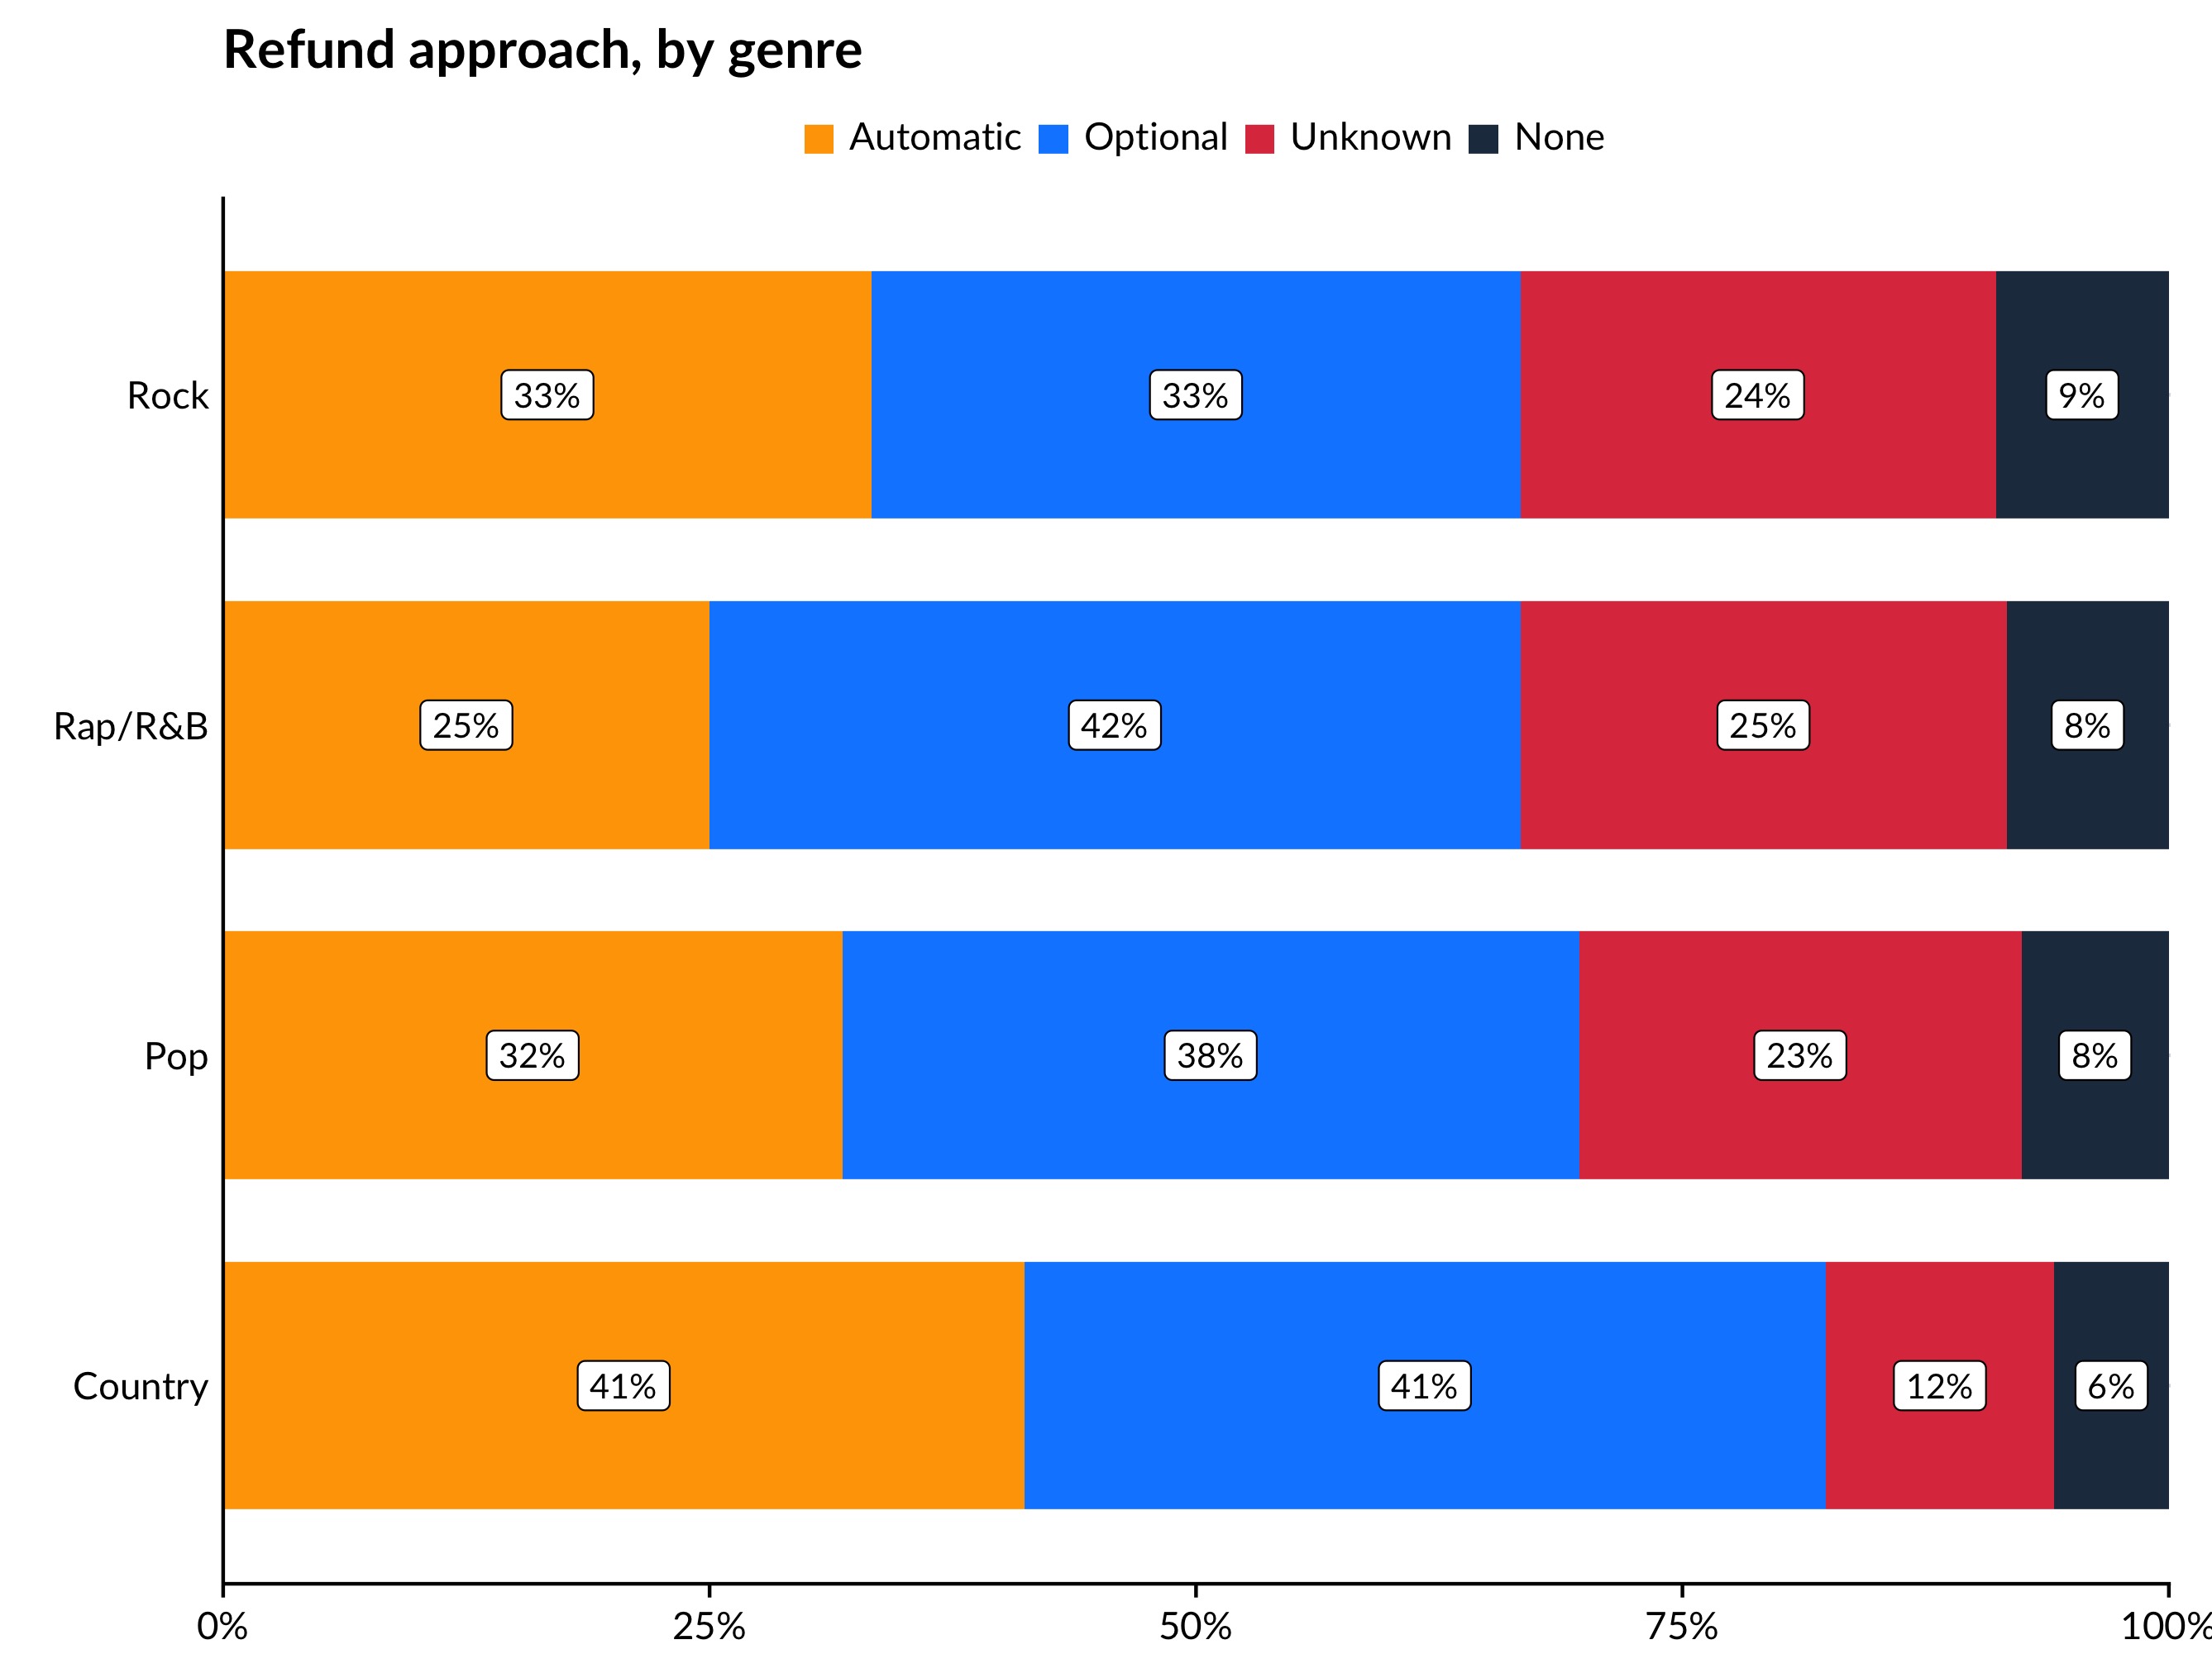 Refund approach, by genre
Automatic Optional Unknown None
Rock 33% 33% 24% 9%
Rap/R&B 25% 42% 25% 8%
Pop 32% 38% 23% 8%
Country 41% 41% 12% 6%
0% 25% 50% 75% 100%